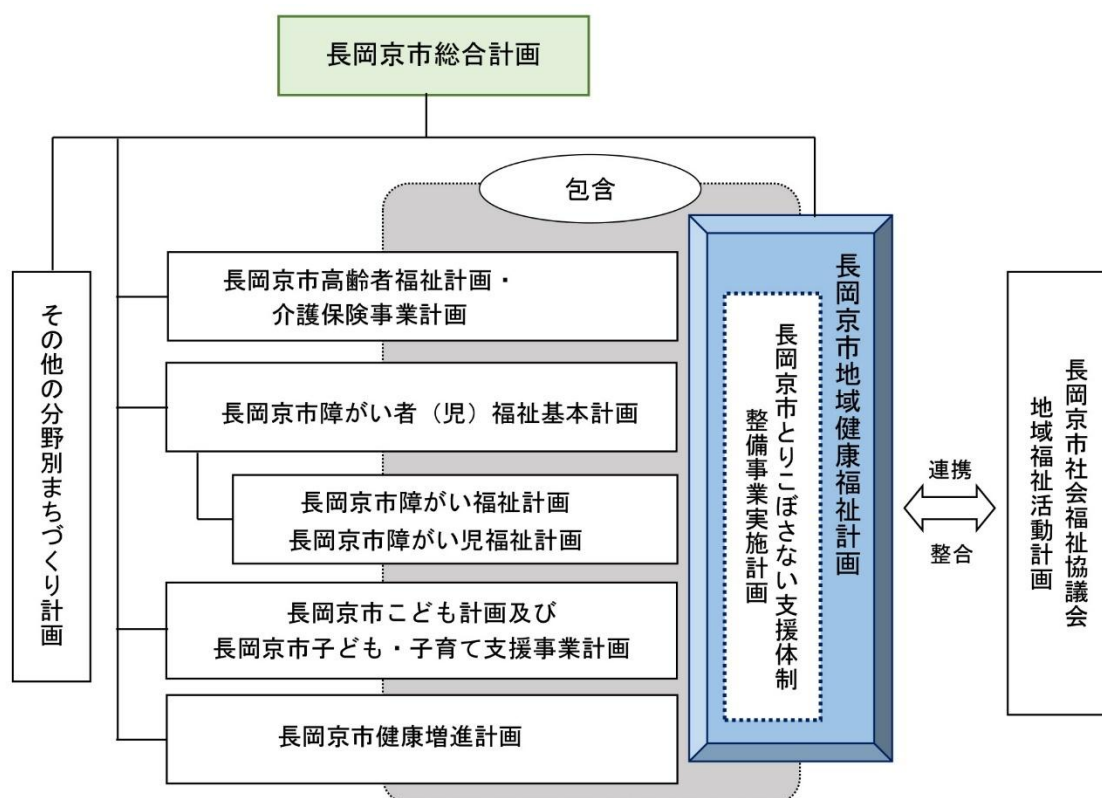 長岡京市総合計画
包含
その他の分野別まちづくり計画
長岡京市高齢者福祉計画・
介護保険事業計画
長岡京市障がい者（児）福祉基本計画
長岡京市障がい福祉計画
長岡京市障がい児福祉計画
長岡京市こども計画及び
長岡京市子ども・子育て支援事業計画
長岡京市健康増進計画
長岡京市地域健康福祉計画
長岡京市とりこぼさない支援体制
整備事業実施計画
連携
整合
長岡京市社会福祉協議会
地域福祉活動計画